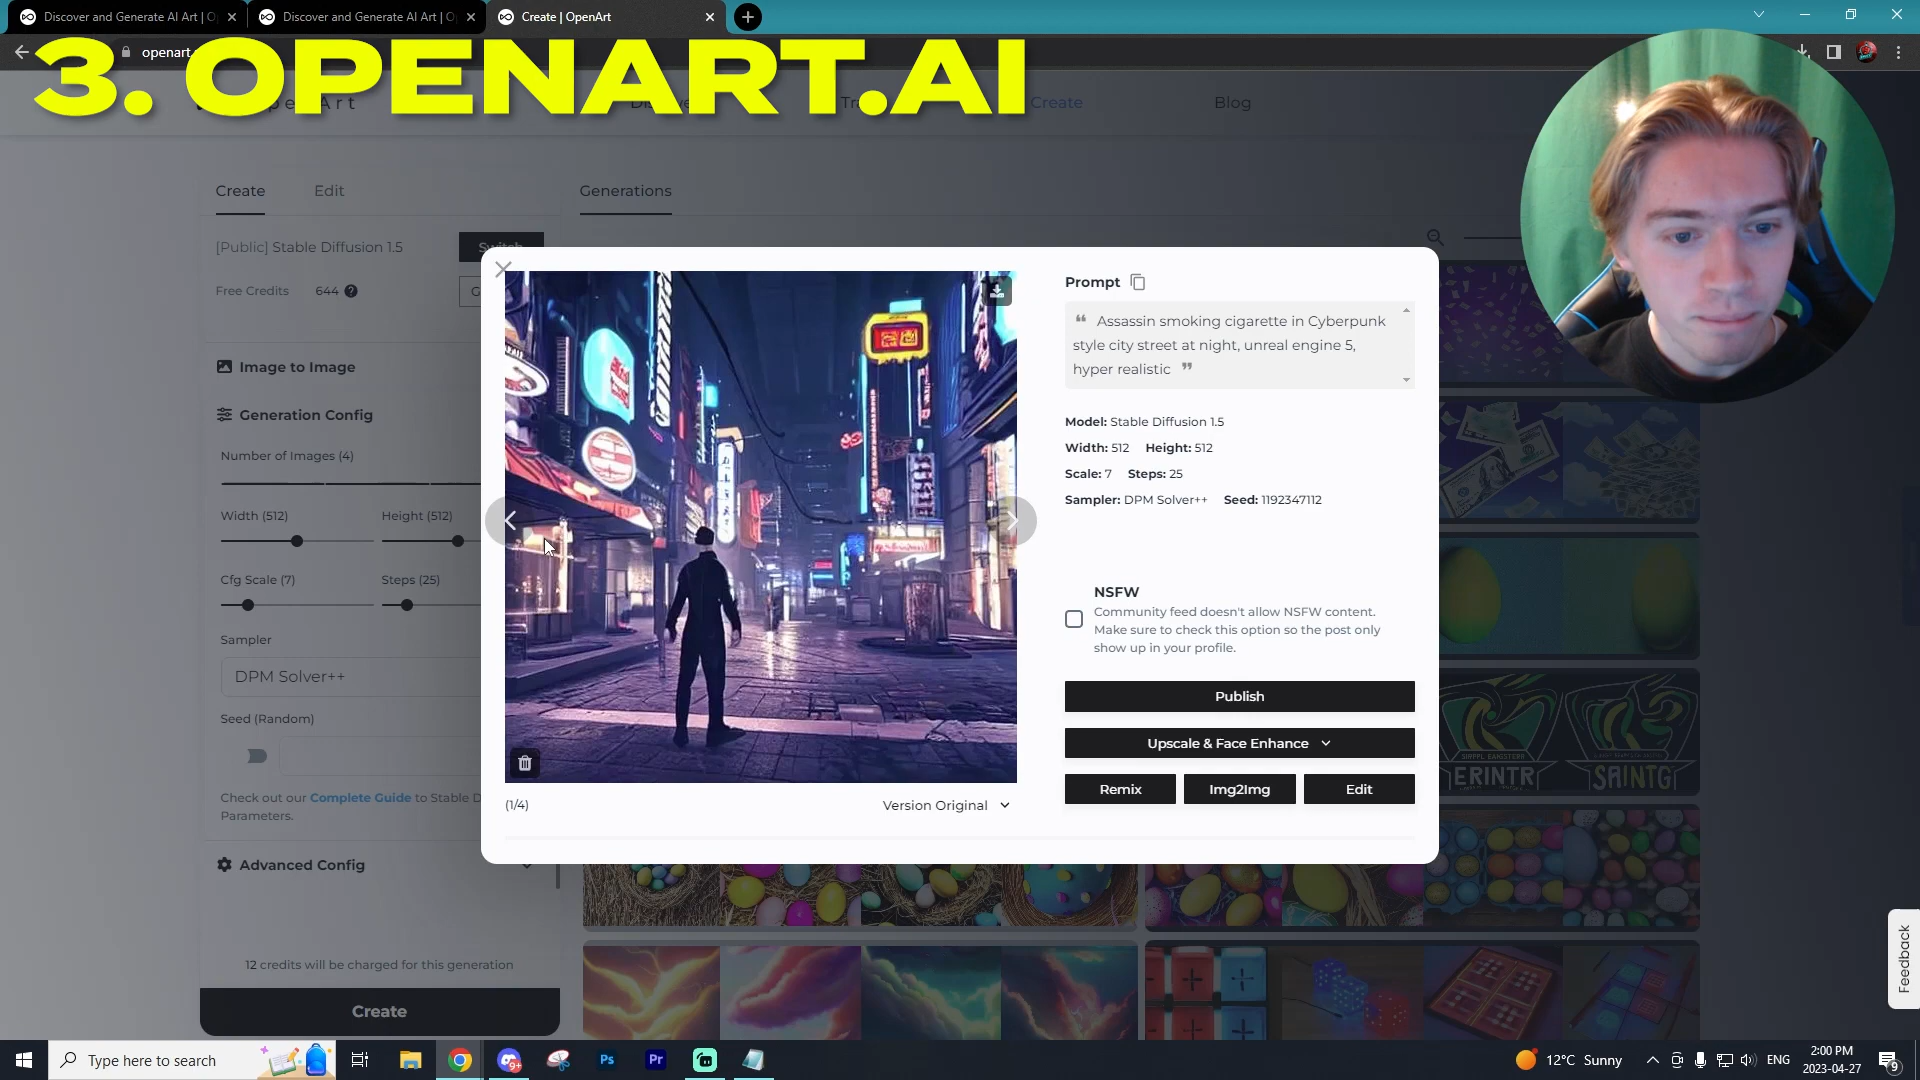 Discover and Generate AI Art | O
Discover and Generate AI Art | O
Create | OpenArt
openart.
3. OPENART.AI
Create
Blog
Create
Edit
Generations
[Public] Stable Diffusion 1.5
Switch
Free Credits 644
G
Image to Image
Generation Config
Number of Images (4)
Width (512)
Height (512)
Cfg Scale (7)
Steps (25)
Sampler
DPM Solver++
Seed (Random)
Check out our Complete Guide to Stable D
Parameters.
Advanced Config
12 credits will be charged for this generation
Create
Prompt
❝ Assassin smoking cigarette in Cyberpunk
style city street at night, unreal engine 5,
hyper realistic ❞
Model: Stable Diffusion 1.5
Width: 512 Height: 512
Scale: 7 Steps: 25
Sampler: DPM Solver++ Seed: 1192347112
NSFW
Community feed doesn't allow NSFW content.
Make sure to check this option so the post only
show up in your profile.
Publish
Upscale & Face Enhance
Remix
Img2Img
Edit
(1/4)
Version Original
ERINTR
SAINTG
Feedback
Type here to search
Ps
Pr
9+
12°C Sunny
ENG
2:00 PM
2023-04-27
9